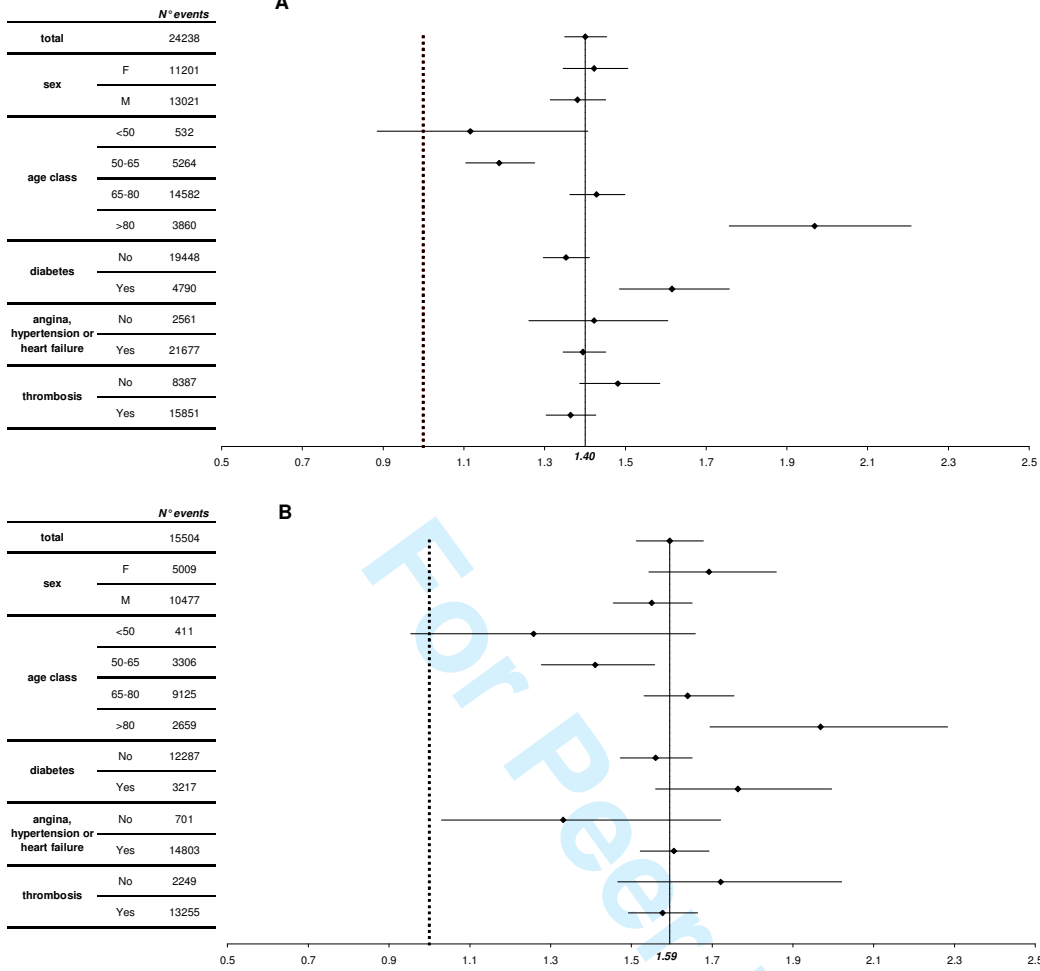 A
N° events
total 24238
sex F 11201
M 13021
age class <50 532
50-65 5264
65-80 14582
>80 3860
diabetes No 19448
Yes 4790
angina,
hypertension or
heart failure
No 2561
Yes 21677
thrombosis No 8387
Yes 15851
0.5 0.7 0.9 1.1 1.3 1.40 1.5 1.7 1.9 2.1 2.3 2.5
B
N° events
total 15504
sex F 5009
M 10477
age class <50 411
50-65 3306
65-80 9125
>80 2659
diabetes No 12287
Yes 3217
angina,
hypertension or
heart failure
No 701
Yes 14803
thrombosis No 2249
Yes 13255
0.5 0.7 0.9 1.1 1.3 1.5 1.59 1.7 1.9 2.1 2.3 2.5
For Peer